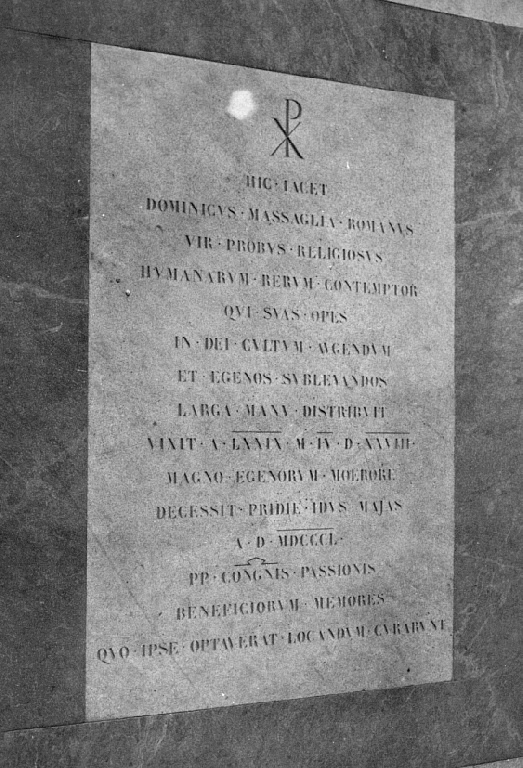 ☧
HIC · IACET
DOMINICVS · MASSAGLIA · ROMANVS
VIR · PROBVS · RELIGIOSVS
HVMANARVM · RERVM · CONTEMPTOR
QVI · SVAS · OPES
IN · DEI · CVLTVM · AVGENDVM
ET · EGENOS · SVBLEVANDOS
LARGA · MANV · DISTRIBVIT
VIXIT · A · LXXIX · M · IV · D · XXVIII ·
MAGNO · EGENORVM · MOERORE
DECESSIT · PRIDIE · IDVS · MAJAS
A · D · MDCCCL ·
PP · CONGNIS · PASSIONIS
BENEFICIORVM · MEMORES
QVO · IPSE · OPTAVERAT · LOCANDVM · CVRARVNT